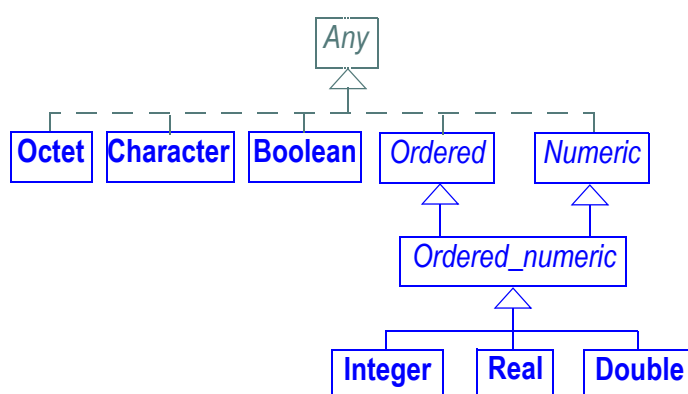 Any
Octet Character Boolean Ordered Numeric
Ordered_numeric
Integer Real Double